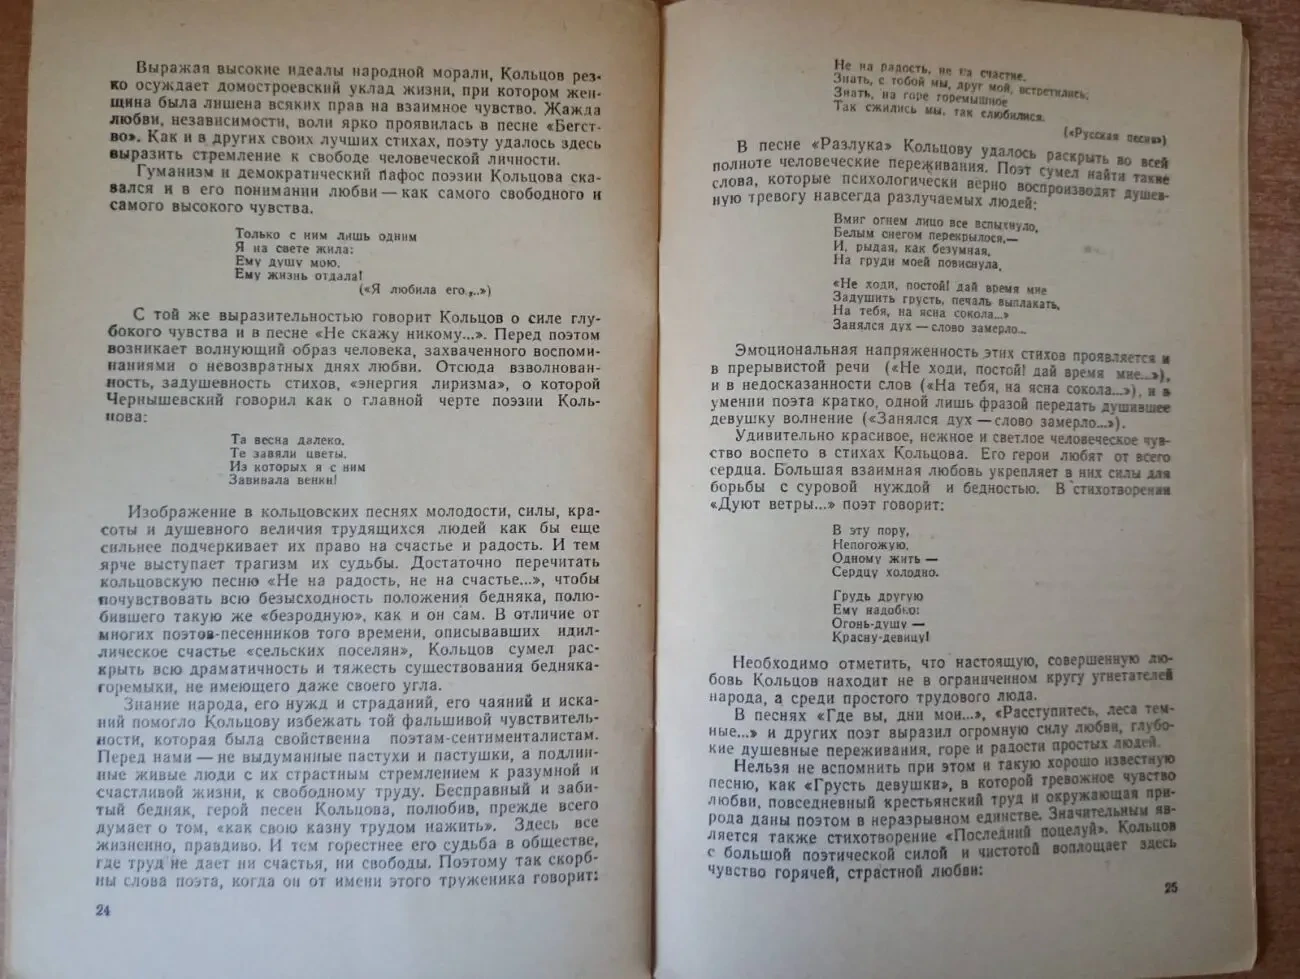 Выражая высокие идеалы народной морали, Кольцов рез-
ко осуждает домостроевский уклад жизни, при котором жен-
щина была лишена всяких прав на взаимное чувство. Жажда
любви, независимости, воли ярко проявилась в песне «Бегст-
во». Как и в других своих лучших стихах, поэту удалось здесь
выразить стремление к свободе человеческой личности.
Гуманизм и демократический пафос поэзии Кольцова ска-
зался и в его понимании любви — как самого свободного и
самого высокого чувства.
Только с ним лишь одним
Я на свете жила:
Ему душу мою,
Ему жизнь отдала!
(«Я любила его...»)
С той же выразительностью говорит Кольцов о силе глу-
бокого чувства и в песне «Не скажу никому...». Перед поэтом
возникает волнующий образ человека, захваченного воспоми-
наниями о невозвратных днях любви. Отсюда взволнован-
ность, задушевность стихов, «энергия лиризма», о которой
Чернышевский говорил как о главной черте поэзии Коль-
цова:
Та весна далеко,
Те завяли цветы,
Из которых я с ним
Завивала венки!
Изображение в кольцовских песнях молодости, силы, кра-
соты и душевного величия трудящихся людей как бы еще
сильнее подчеркивает их право на счастье и радость. И тем
ярче выступает трагизм их судьбы. Достаточно перечитать
кольцовскую песню «Не на радость, не на счастье...», чтобы
почувствовать всю безысходность положения бедняка, полю-
бившего такую же «безродную», как и он сам. В отличие от
многих поэтов-песенников того времени, описывавших идил-
лическое счастье «сельских поселян», Кольцов сумел рас-
крыть всю драматичность и тяжесть существования бедняка-
горемыки, не имеющего даже своего угла.
Знание народа, его нужд и страданий, его чаяний и иска-
ний помогло Кольцову избежать той фальшивой чувствитель-
ности, которая была свойственна поэтам-сентименталистам.
Перед нами — не выдуманные пастухи и пастушки, а подлин-
ные живые люди с их страстным стремлением к разумной и
счастливой жизни, к свободному труду. Бесправный и заби-
тый бедняк, герой песен Кольцова, полюбив, прежде всего
думает о том, «как свою казну трудом нажить». Здесь все
жизненно, правдиво. И тем горестнее его судьба в обществе,
где труд не дает ни счастья, ни свободы. Поэтому так скорб-
ны слова поэта, когда он от имени этого труженика говорит:
24
Не на радость, не на счастие,
Знать, с тобой мы, друг мой, встретились;
Знать, на горе горемышное
Так сжились мы, так слюбилися.
(«Русская песня»)
В песне «Разлука» Кольцову удалось раскрыть во всей
полноте человеческие переживания. Поэт сумел найти такие
слова, которые психологически верно воспроизводят душев-
ную тревогу навсегда разлучаемых людей:
Вмиг огнем лицо все вспыхнуло,
Белым снегом перекрылося,—
И, рыдая, как безумная,
На груди моей повиснула.
«Не ходи, постой! дай время мне
Задушить грусть, печаль выплакать,
На тебя, на ясна сокола...»
Занялся дух — слово замерло...
Эмоциональная напряженность этих стихов проявляется и
в прерывистой речи («Не ходи, постой! дай время мне...»),
и в недосказанности слов («На тебя, на ясна сокола...»), и в
умении поэта кратко, одной лишь фразой передать душившее
девушку волнение («Занялся дух — слово замерло...»).
Удивительно красивое, нежное и светлое человеческое чув-
ство воспето в стихах Кольцова. Его герои любят от всего
сердца. Большая взаимная любовь укрепляет в них силы для
борьбы с суровой нуждой и бедностью. В стихотворении
«Дуют ветры...» поэт говорит:
В эту пору,
Непогожую,
Одному жить —
Сердцу холодно.
Грудь другую
Ему надобно:
Огонь-душу —
Красну-девицу!
Необходимо отметить, что настоящую, совершенную лю-
бовь Кольцов находит не в ограниченном кругу угнетателей
народа, а среди простого трудового люда.
В песнях «Где вы, дни мои...», «Расступитесь, леса тем-
ные...» и других поэт выразил огромную силу любви, глубо-
кие душевные переживания, горе и радости простых людей.
Нельзя не вспомнить при этом и такую хорошо известную
песню, как «Грусть девушки», в которой тревожное чувство
любви, повседневный крестьянский труд и окружающая при-
рода даны поэтом в неразрывном единстве. Значительным яв-
ляется также стихотворение «Последний поцелуй». Кольцов
с большой поэтической силой и чистотой воплощает здесь
чувство горячей, страстной любви:
25